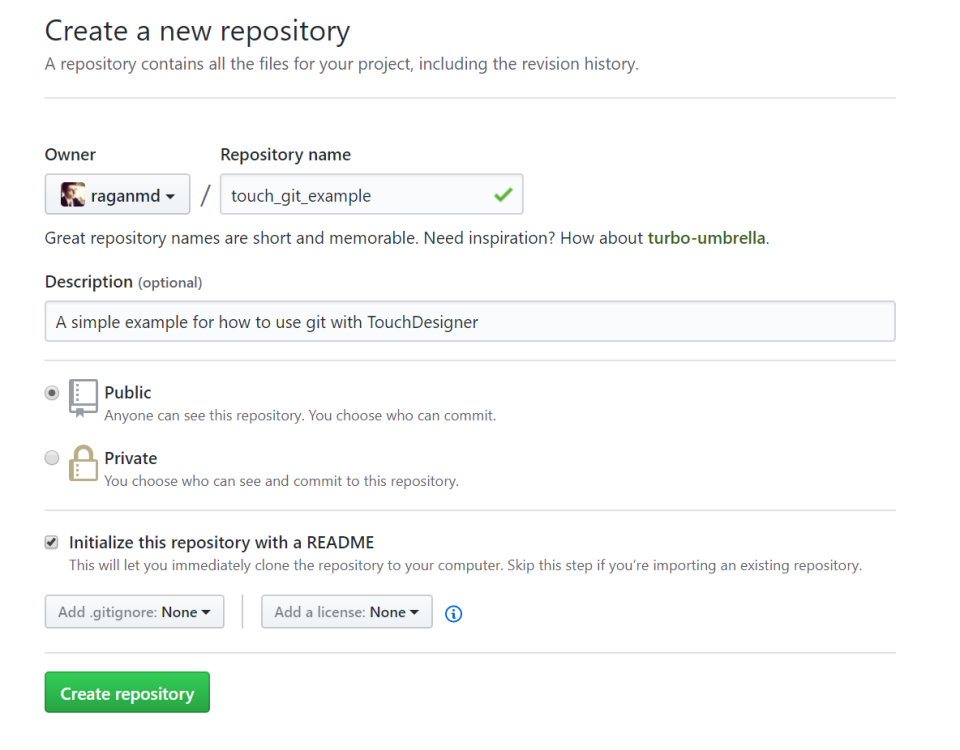 Create a new repository
A repository contains all the files for your project, including the revision history.
Owner Repository name
raganmd / touch_git_example
Great repository names are short and memorable. Need inspiration? How about turbo-umbrella.
Description (optional)
A simple example for how to use git with TouchDesigner
Public
Anyone can see this repository. You choose who can commit.
Private
You choose who can see and commit to this repository.
Initialize this repository with a README
This will let you immediately clone the repository to your computer. Skip this step if you’re importing an existing repository.
Add .gitignore: None Add a license: None
Create repository